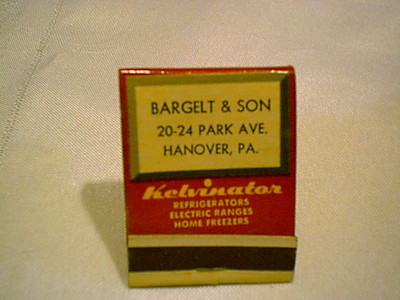 BARGELT & SON
20-24 PARK AVE.
HANOVER, PA.
Kelvinator
REFRIGERATORS
ELECTRIC RANGES
HOME FREEZERS